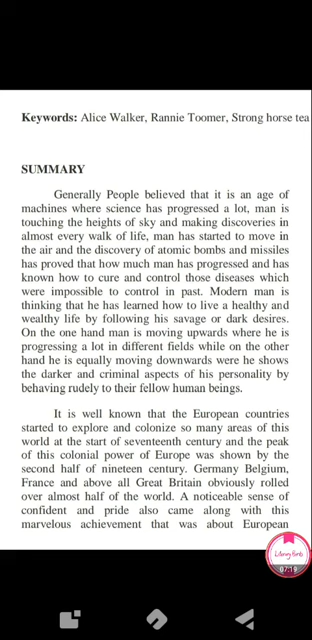 Keywords: Alice Walker, Rannie Toomer, Strong horse tea
SUMMARY
Generally People believed that it is an age of
machines where science has progressed a lot, man is
touching the heights of sky and making discoveries in
almost every walk of life, man has started to move in
the air and the discovery of atomic bombs and missiles
has proved that how much man has progressed and has
known how to cure and control those diseases which
were impossible to control in past. Modern man is
thinking that he has learned how to live a healthy and
wealthy life by following his savage or dark desires.
On the one hand man is moving upwards where he is
progressing a lot in different fields while on the other
hand he is equally moving downwards were he shows
the darker and criminal aspects of his personality by
behaving rudely to their fellow human beings.
It is well known that the European countries
started to explore and colonize so many areas of this
world at the start of seventeenth century and the peak
of this colonial power of Europe was shown by the
second half of nineteen century. Germany Belgium,
France and above all Great Britain obviously rolled
over almost half of the world. A noticeable sense of
confident and pride also came along with this
marvelous achievement that was about European
07:19